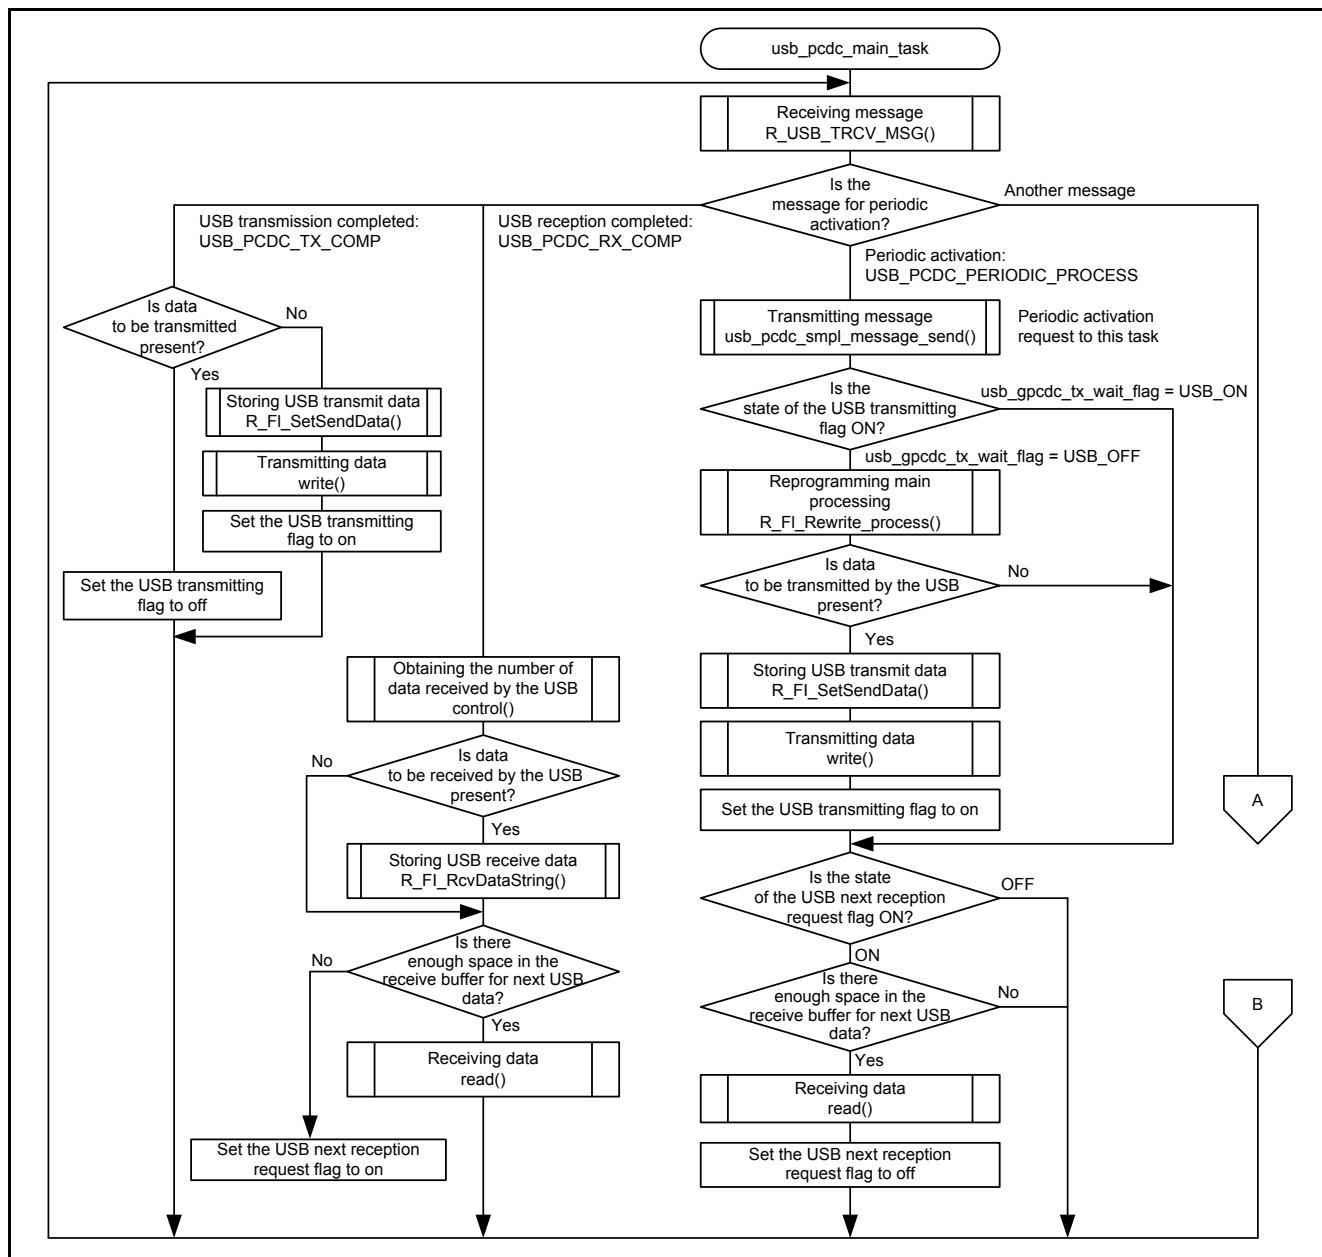 usb_pcdc_main_task
Receiving message
R_USB_TRCV_MSG()
Is the
message for periodic
activation?
Another message
USB transmission completed:
USB_PCDC_TX_COMP
USB reception completed:
USB_PCDC_RX_COMP
Periodic activation:
USB_PCDC_PERIODIC_PROCESS
Is data
to be transmitted
present?
No
Yes
Storing USB transmit data
R_FI_SetSendData()
Transmitting data
write()
Set the USB transmitting
flag to on
Set the USB transmitting
flag to off
Obtaining the number of
data received by the USB
control()
Is data
to be received by the USB
present?
No
Yes
Storing USB receive data
R_FI_RcvDataString()
Is there
enough space in the
receive buffer for next USB
data?
No
Yes
Receiving data
read()
Set the USB next reception
request flag to on
Transmitting message
usb_pcdc_smpl_message_send()
Periodic activation
request to this task
Is the
state of the USB transmitting
flag ON?
usb_gpcdc_tx_wait_flag = USB_ON
usb_gpcdc_tx_wait_flag = USB_OFF
Reprogramming main
processing
R_FI_Rewrite_process()
Is data
to be transmitted by the USB
present?
No
Yes
Storing USB transmit data
R_FI_SetSendData()
Transmitting data
write()
Set the USB transmitting flag to on
Is the state
of the USB next reception
request flag ON?
OFF
ON
Is there
enough space in the
receive buffer for next USB
data?
No
Yes
Receiving data
read()
Set the USB next reception
request flag to off
A
B